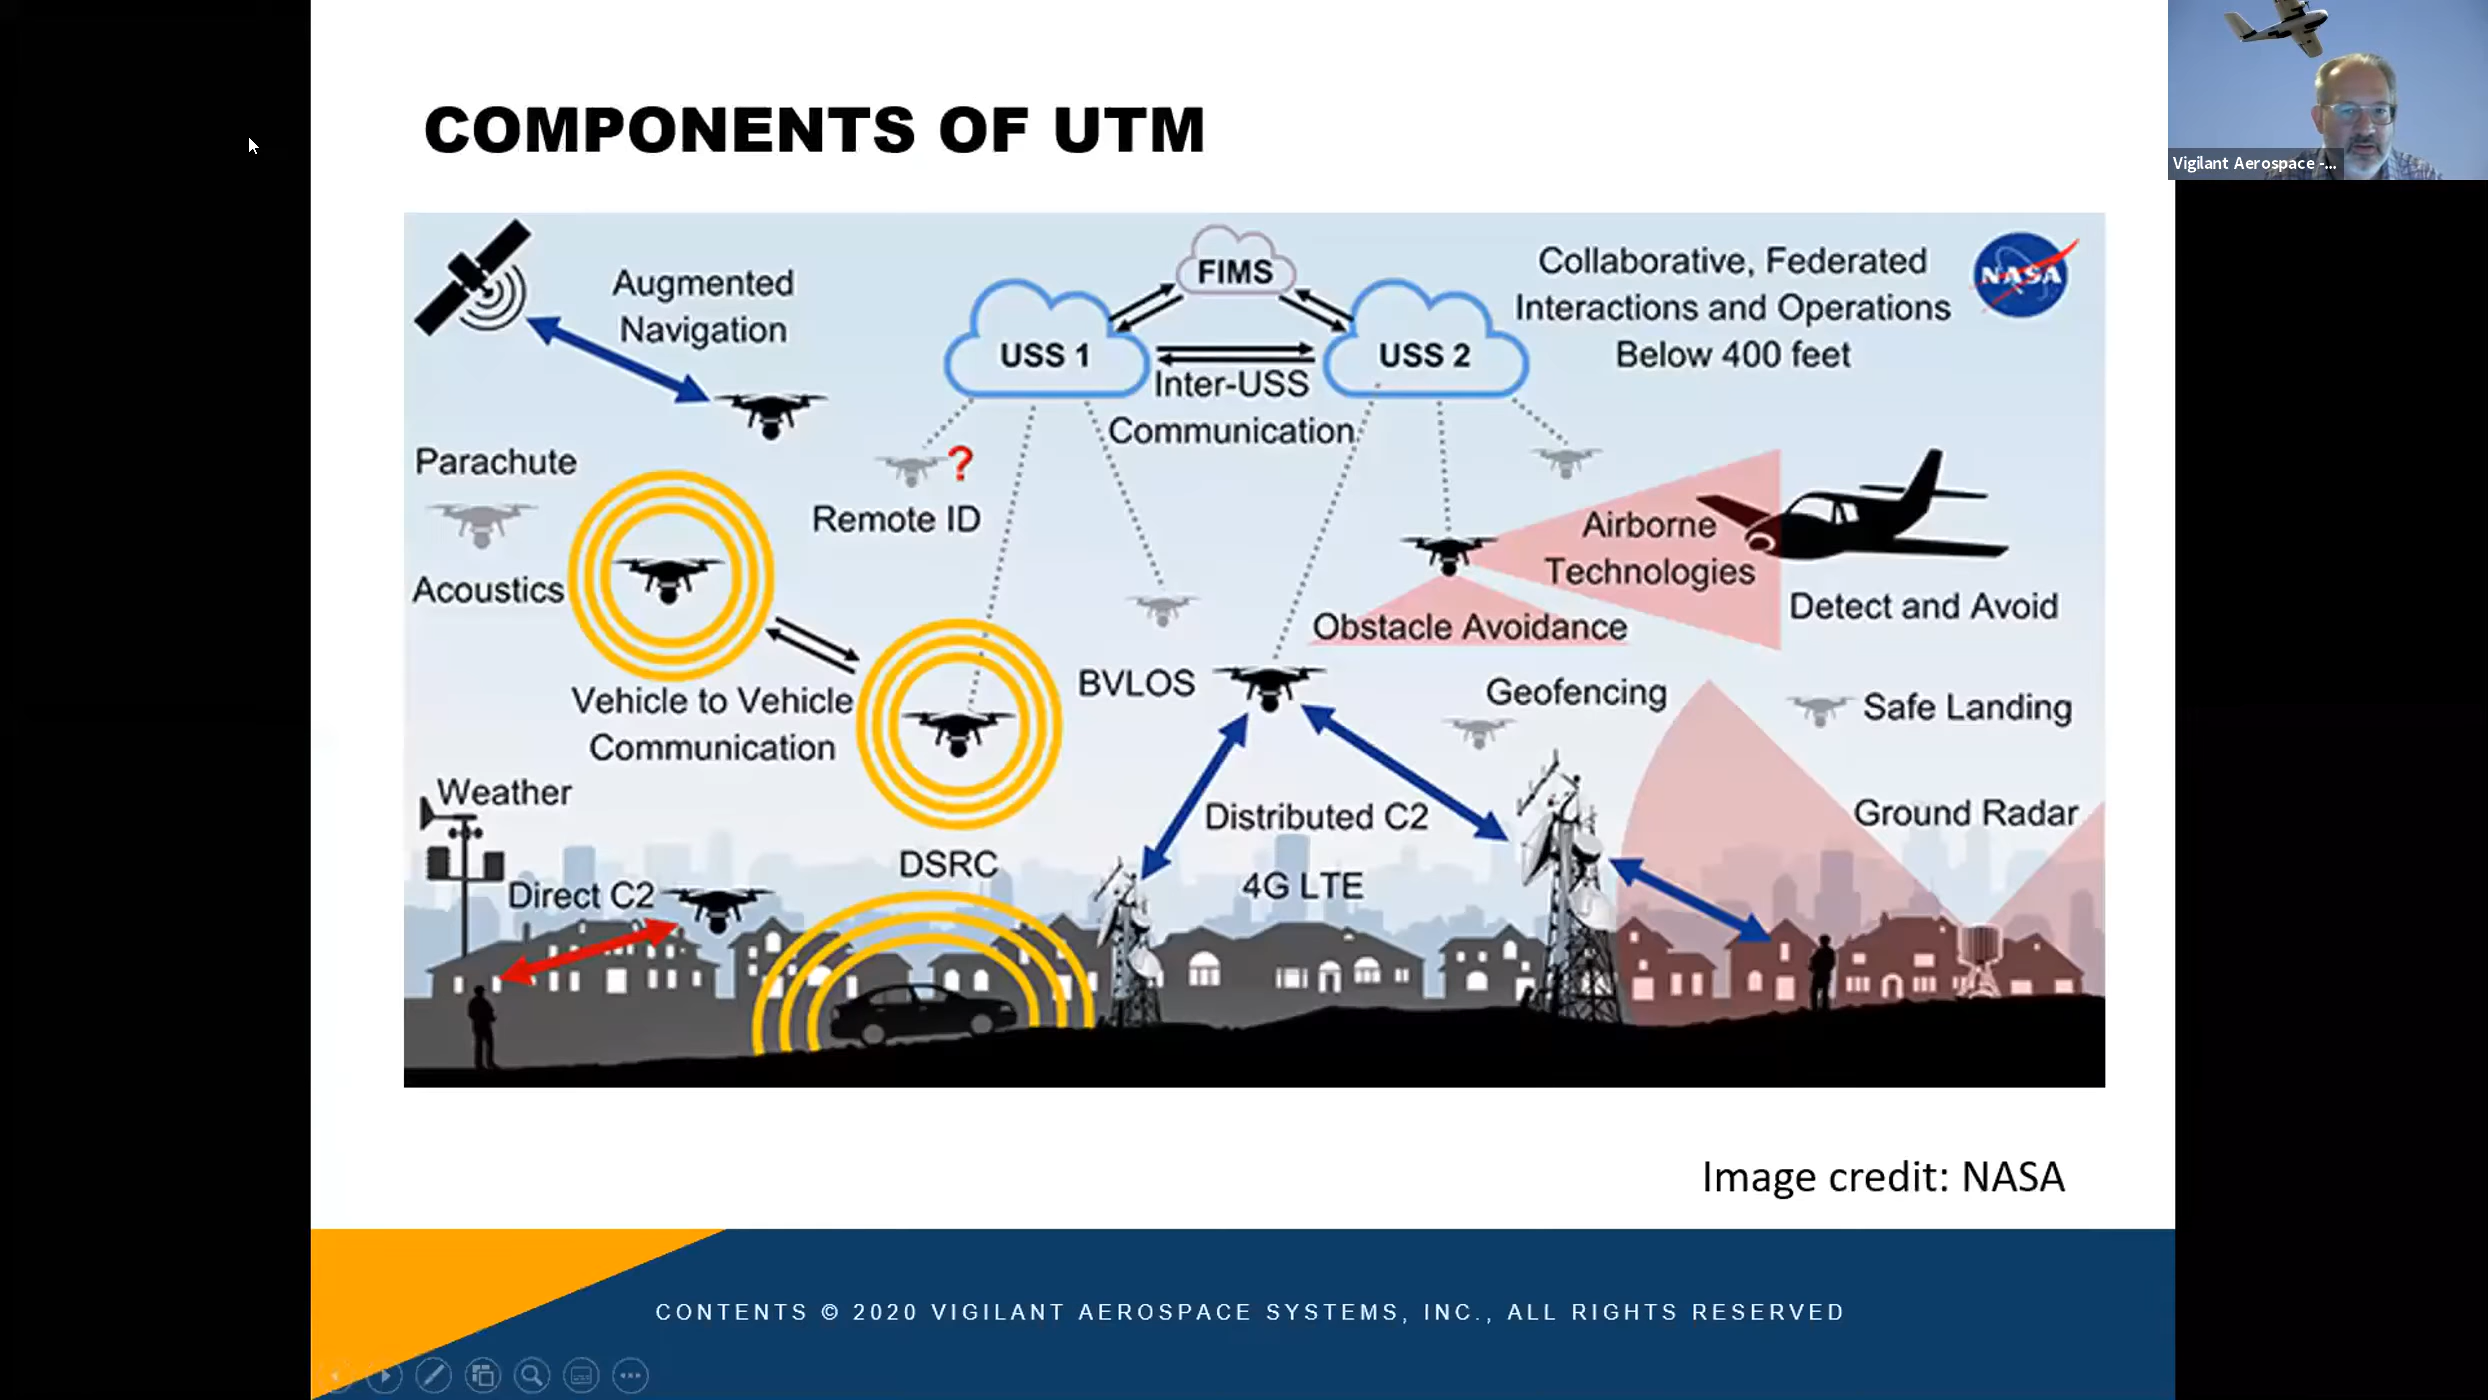 COMPONENTS OF UTM
Vigilant Aerospace -...
Augmented
Navigation
FIMS
USS 1
USS 2
Inter-USS
Communication
Collaborative, Federated
Interactions and Operations
Below 400 feet
NASA
Parachute
?
Remote ID
Acoustics
Airborne
Technologies
Detect and Avoid
Obstacle Avoidance
Vehicle to Vehicle
Communication
BVLOS
Geofencing
Safe Landing
Weather
Distributed C2
Ground Radar
DSRC
4G LTE
Direct C2
Image credit: NASA
CONTENTS © 2020 VIGILANT AEROSPACE SYSTEMS, INC., ALL RIGHTS RESERVED